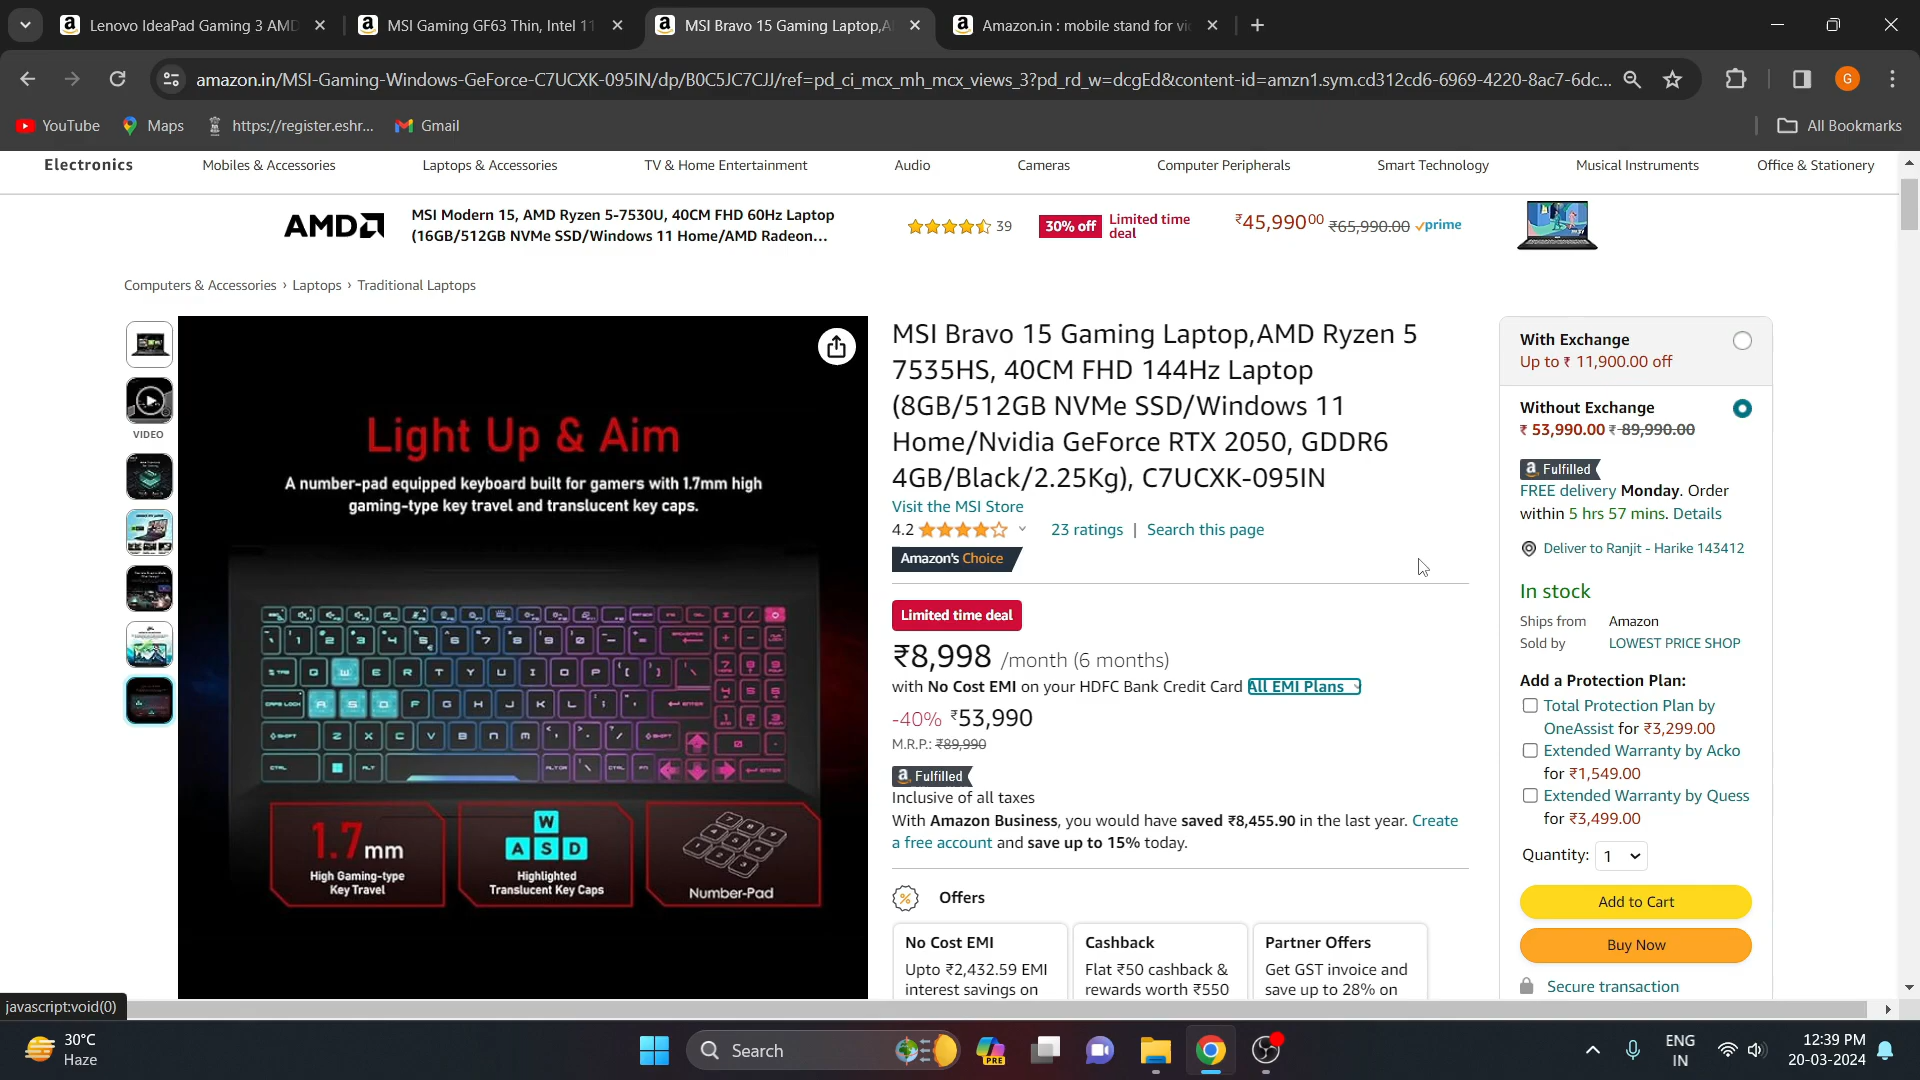 Lenovo IdeaPad Gaming 3 AMD
MSI Gaming GF63 Thin, Intel 11
MSI Bravo 15 Gaming Laptop,A
Amazon.in : mobile stand for vi
amazon.in/MSI-Gaming-Windows-GeForce-C7UCXK-095IN/dp/B0C5JC7CJJ/ref=pd_ci_mcx_mh_mcx_views_3?pd_rd_w=dcgEd&content-id=amzn1.sym.cd312cd6-6969-4220-8ac7-6dc...
G
YouTube
Maps
https://register.eshr...
Gmail
All Bookmarks
Electronics
Mobiles & Accessories
Laptops & Accessories
TV & Home Entertainment
Audio
Cameras
Computer Peripherals
Smart Technology
Musical Instruments
Office & Stationery
AMD
MSI Modern 15, AMD Ryzen 5-7530U, 40CM FHD 60Hz Laptop
(16GB/512GB NVMe SSD/Windows 11 Home/AMD Radeon...
39
30% off
Limited time
deal
₹45,990.00 ₹65,990.00 prime
Computers & Accessories › Laptops › Traditional Laptops
VIDEO
Light Up & Aim
A number-pad equipped keyboard built for gamers with 1.7mm high
gaming-type key travel and translucent key caps.
1.7 mm
High Gaming-type
Key Travel
W
A S D
Highlighted
Translucent Key Caps
Number-Pad
MSI Bravo 15 Gaming Laptop,AMD Ryzen 5
7535HS, 40CM FHD 144Hz Laptop
(8GB/512GB NVMe SSD/Windows 11
Home/Nvidia GeForce RTX 2050, GDDR6
4GB/Black/2.25Kg), C7UCXK-095IN
Visit the MSI Store
4.2
23 ratings | Search this page
Amazon's Choice
Limited time deal
₹8,998 /month (6 months)
with No Cost EMI on your HDFC Bank Credit Card All EMI Plans
-40% ₹53,990
M.R.P.: ₹89,990
a Fulfilled
Inclusive of all taxes
With Amazon Business, you would have saved ₹8,455.90 in the last year. Create
a free account and save up to 15% today.
Offers
No Cost EMI
Upto ₹2,432.59 EMI
interest savings on
Cashback
Flat ₹50 cashback &
rewards worth ₹550
Partner Offers
Get GST invoice and
save up to 28% on
With Exchange
Up to ₹ 11,900.00 off
Without Exchange
₹ 53,990.00 ₹ 89,990.00
a Fulfilled
FREE delivery Monday. Order
within 5 hrs 57 mins. Details
Deliver to Ranjit - Harike 143412
In stock
Ships from Amazon
Sold by LOWEST PRICE SHOP
Add a Protection Plan:
Total Protection Plan by
OneAssist for ₹3,299.00
Extended Warranty by Acko
for ₹1,549.00
Extended Warranty by Quess
for ₹3,499.00
Quantity: 1
Add to Cart
Buy Now
Secure transaction
javascript:void(0)
30°C
Haze
Search
PRE
ENG
IN
12:39 PM
20-03-2024